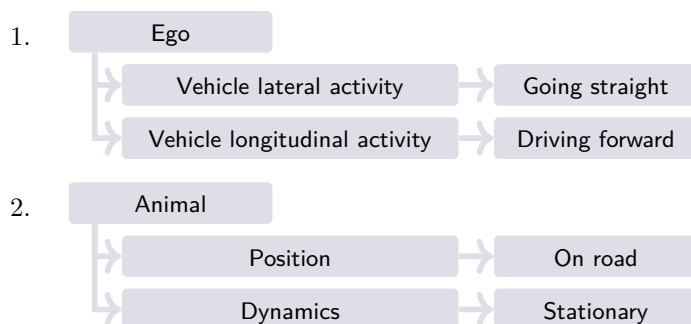 1. Ego
Vehicle lateral activity Going straight
Vehicle longitudinal activity Driving forward
2. Animal
Position On road
Dynamics Stationary